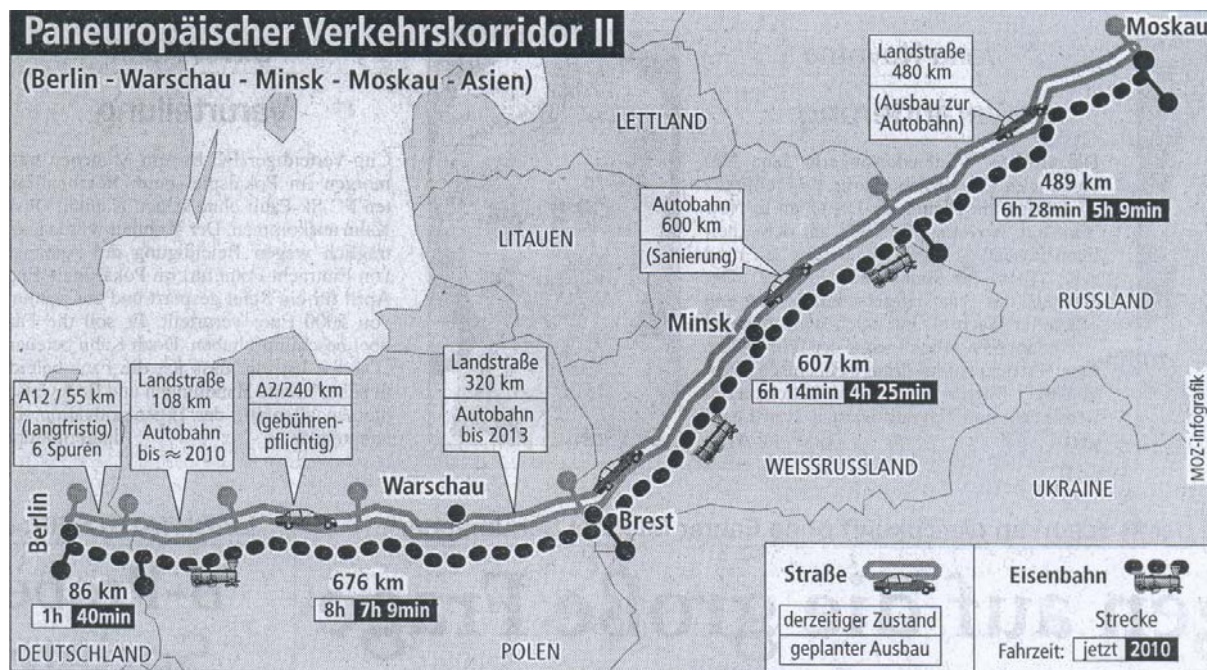 Paneuropäischer Verkehrskorridor II
(Berlin - Warschau - Minsk - Moskau - Asien)
Moskau
Landstraße
480 km
(Ausbau zur
Autobahn)
LETTLAND
489 km
6h 28min 5h 9min
Autobahn
600 km
(Sanierung)
LITAUEN
RUSSLAND
Minsk
607 km
6h 14min 4h 25min
A12 / 55 km
(langfristig)
6 Spuren
Landstraße
108 km
Autobahn
bis ≈ 2010
A2/240 km
(gebühren-
pflichtig)
Landstraße
320 km
Autobahn
bis 2013
WEISSRUSSLAND
UKRAINE
MOZ-Infografik
Warschau
Berlin
Brest
86 km
1h 40min
676 km
8h 7h 9min
DEUTSCHLAND
POLEN
Straße
derzeitiger Zustand
geplanter Ausbau
Eisenbahn
Strecke
Fahrzeit: jetzt 2010